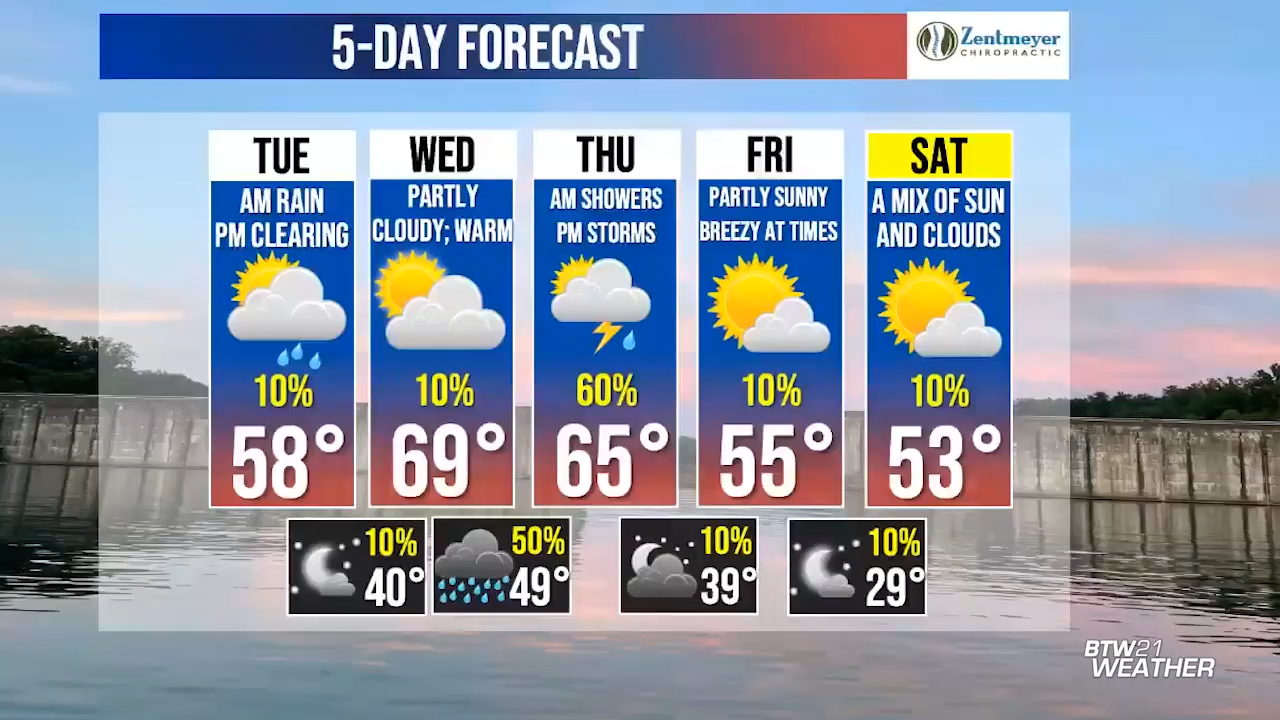 5-DAY FORECAST
Zentmeyer
CHIROPRACTIC
TUE
AM RAIN
PM CLEARING
10%
58°
WED
PARTLY
CLOUDY; WARM
10%
69°
THU
AM SHOWERS
PM STORMS
60%
65°
FRI
PARTLY SUNNY
BREEZY AT TIMES
10%
55°
SAT
A MIX OF SUN
AND CLOUDS
10%
53°
10%
40°
50%
49°
10%
39°
10%
29°
BTW21
WEATHER